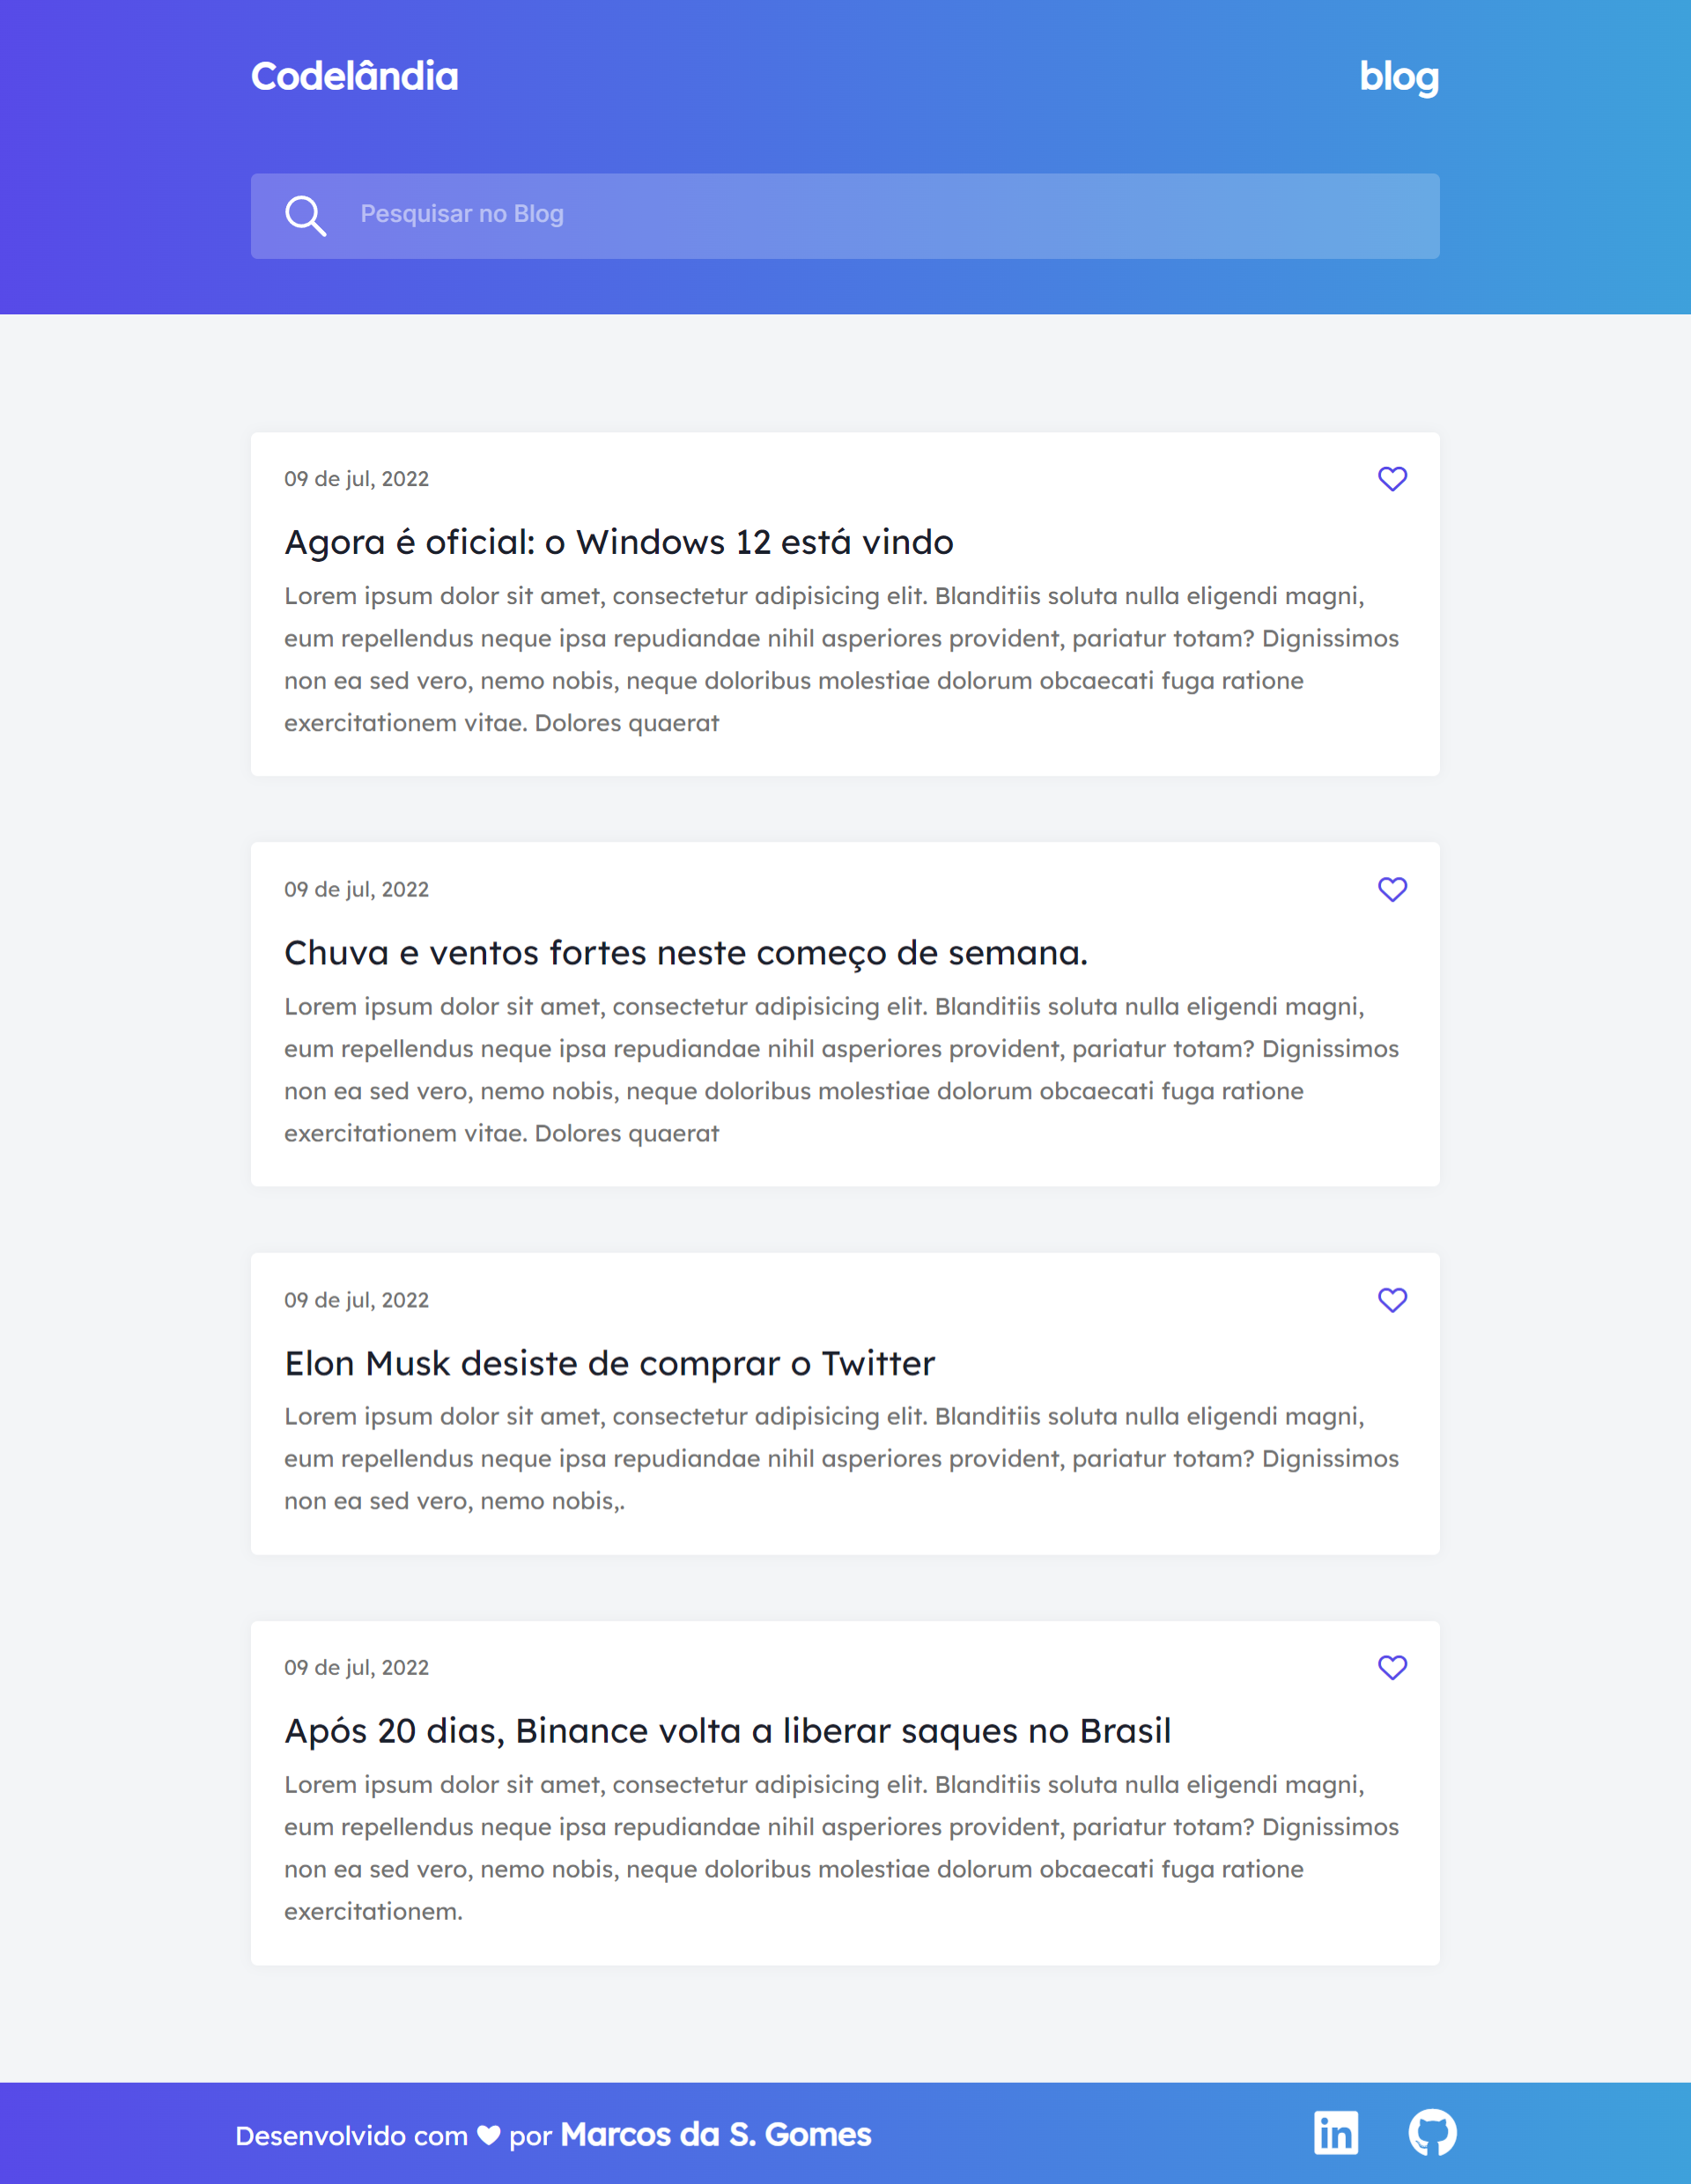 Codelândia
blog
Pesquisar no Blog
09 de jul, 2022
Agora é oficial: o Windows 12 está vindo
Lorem ipsum dolor sit amet, consectetur adipisicing elit. Blanditiis soluta nulla eligendi magni,
eum repellendus neque ipsa repudiandae nihil asperiores provident, pariatur totam? Dignissimos
non ea sed vero, nemo nobis, neque doloribus molestiae dolorum obcaecati fuga ratione
exercitationem vitae. Dolores quaerat
09 de jul, 2022
Chuva e ventos fortes neste começo de semana.
Lorem ipsum dolor sit amet, consectetur adipisicing elit. Blanditiis soluta nulla eligendi magni,
eum repellendus neque ipsa repudiandae nihil asperiores provident, pariatur totam? Dignissimos
non ea sed vero, nemo nobis, neque doloribus molestiae dolorum obcaecati fuga ratione
exercitationem vitae. Dolores quaerat
09 de jul, 2022
Elon Musk desiste de comprar o Twitter
Lorem ipsum dolor sit amet, consectetur adipisicing elit. Blanditiis soluta nulla eligendi magni,
eum repellendus neque ipsa repudiandae nihil asperiores provident, pariatur totam? Dignissimos
non ea sed vero, nemo nobis,.
09 de jul, 2022
Após 20 dias, Binance volta a liberar saques no Brasil
Lorem ipsum dolor sit amet, consectetur adipisicing elit. Blanditiis soluta nulla eligendi magni,
eum repellendus neque ipsa repudiandae nihil asperiores provident, pariatur totam? Dignissimos
non ea sed vero, nemo nobis, neque doloribus molestiae dolorum obcaecati fuga ratione
exercitationem.
Desenvolvido com ♥ por Marcos da S. Gomes
in